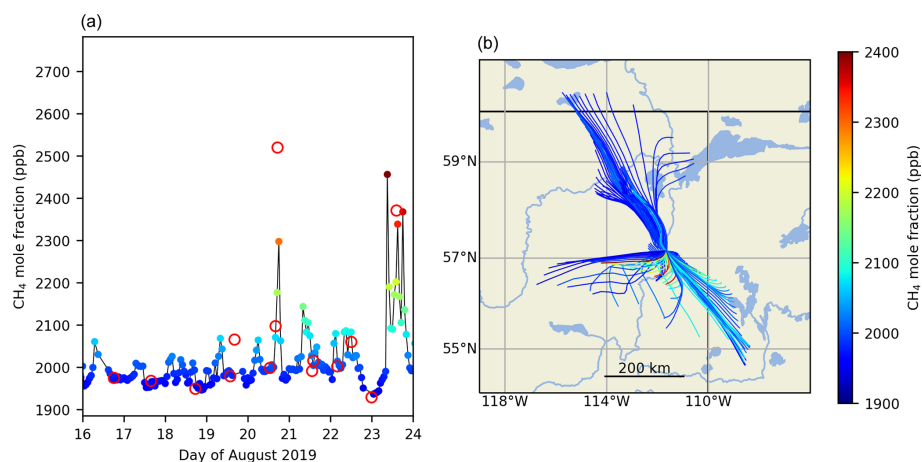 (a)
CH₄ mole fraction (ppb)
2700
2600
2500
2400
2300
2200
2100
2000
1900
16 17 18 19 20 21 22 23 24
Day of August 2019
(b)
59°N
57°N
55°N
200 km
118°W 114°W 110°W
2400
2300
2200
2100
2000
1900
CH₄ mole fraction (ppb)